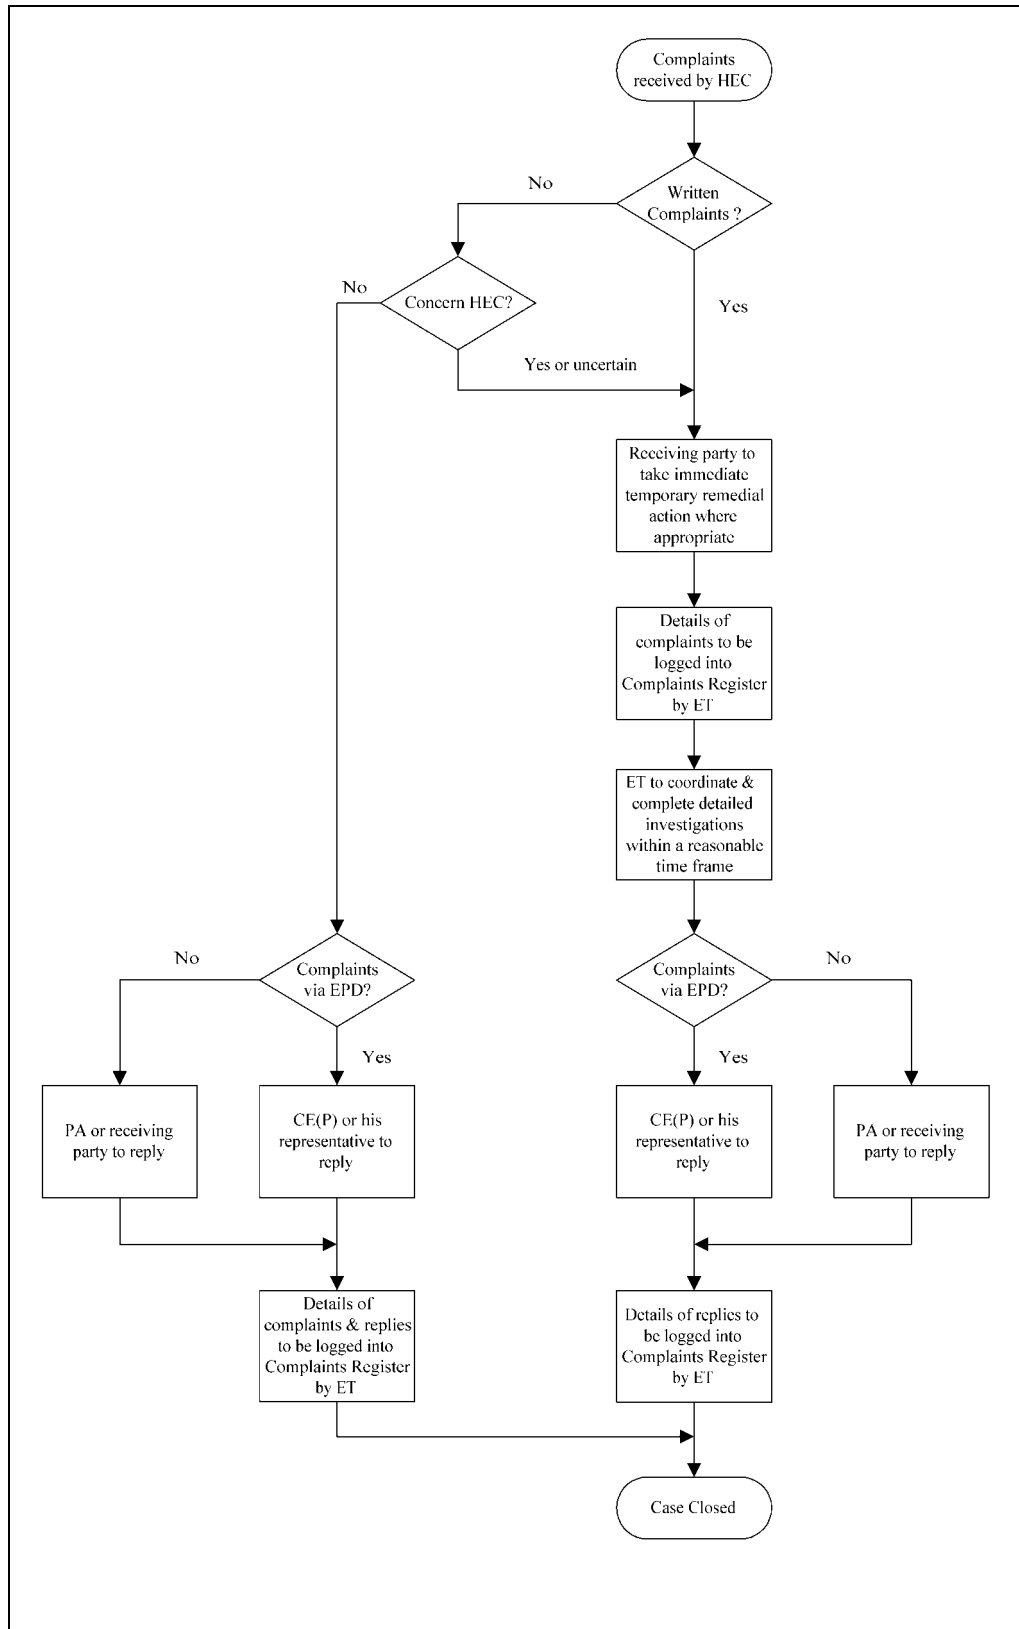 Complaints
received by HEC
Written
Complaints ?
No
Yes
Concern HEC?
No
Yes or uncertain
Receiving party to
take immediate
temporary remedial
action where
appropriate
Details of
complaints to be
logged into
Complaints Register
by ET
ET to coordinate &
complete detailed
investigations
within a reasonable
time frame
Complaints
via EPD?
No
Yes
Complaints
via EPD?
No
Yes
PA or receiving
party to reply
CE(P) or his
representative to
reply
CE(P) or his
representative to
reply
PA or receiving
party to reply
Details of
complaints & replies
to be logged into
Complaints Register
by ET
Details of replies to
be logged into
Complaints Register
by ET
Case Closed